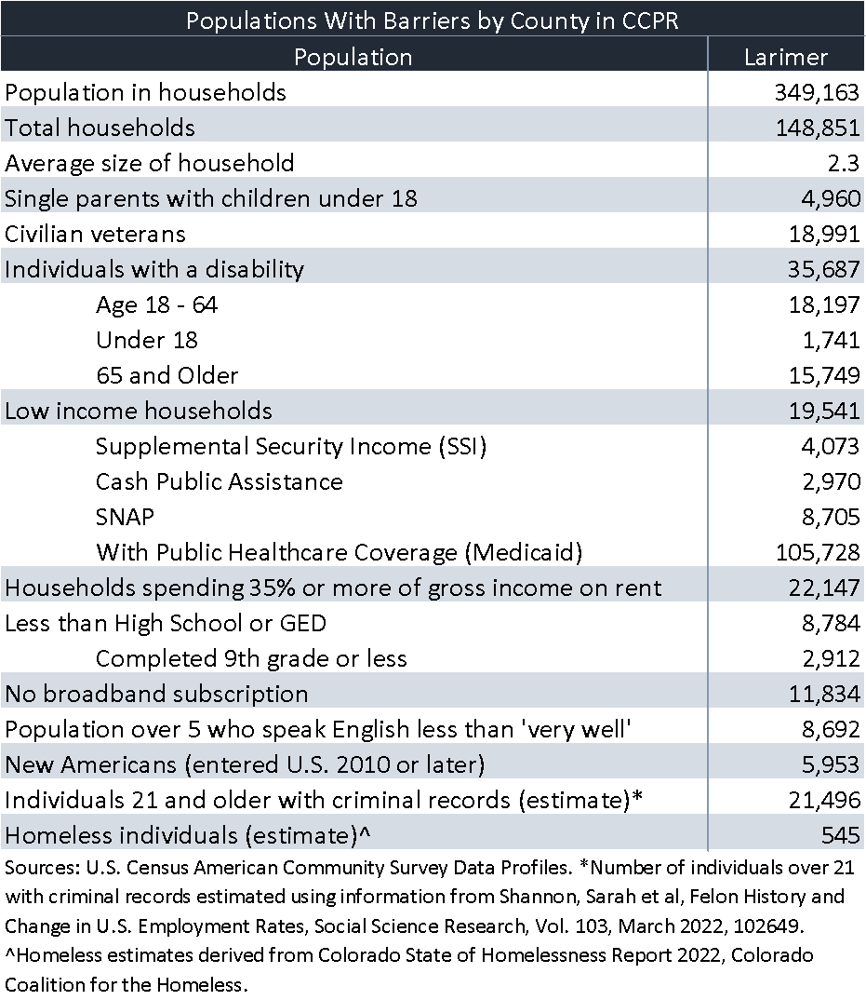 Populations With Barriers by County in CCPR
Population Larimer
Population in households 349,163
Total households 148,851
Average size of household 2.3
Single parents with children under 18 4,960
Civilian veterans 18,991
Individuals with a disability 35,687
Age 18 - 64 18,197
Under 18 1,741
65 and Older 15,749
Low income households 19,541
Supplemental Security Income (SSI) 4,073
Cash Public Assistance 2,970
SNAP 8,705
With Public Healthcare Coverage (Medicaid) 105,728
Households spending 35% or more of gross income on rent 22,147
Less than High School or GED 8,784
Completed 9th grade or less 2,912
No broadband subscription 11,834
Population over 5 who speak English less than 'very well' 8,692
New Americans (entered U.S. 2010 or later) 5,953
Individuals 21 and older with criminal records (estimate)* 21,496
Homeless individuals (estimate)^ 545
Sources: U.S. Census American Community Survey Data Profiles. *Number of individuals over 21
with criminal records estimated using information from Shannon, Sarah et al, Felon History and
Change in U.S. Employment Rates, Social Science Research, Vol. 103, March 2022, 102649.
^Homeless estimates derived from Colorado State of Homelessness Report 2022, Colorado
Coalition for the Homeless.